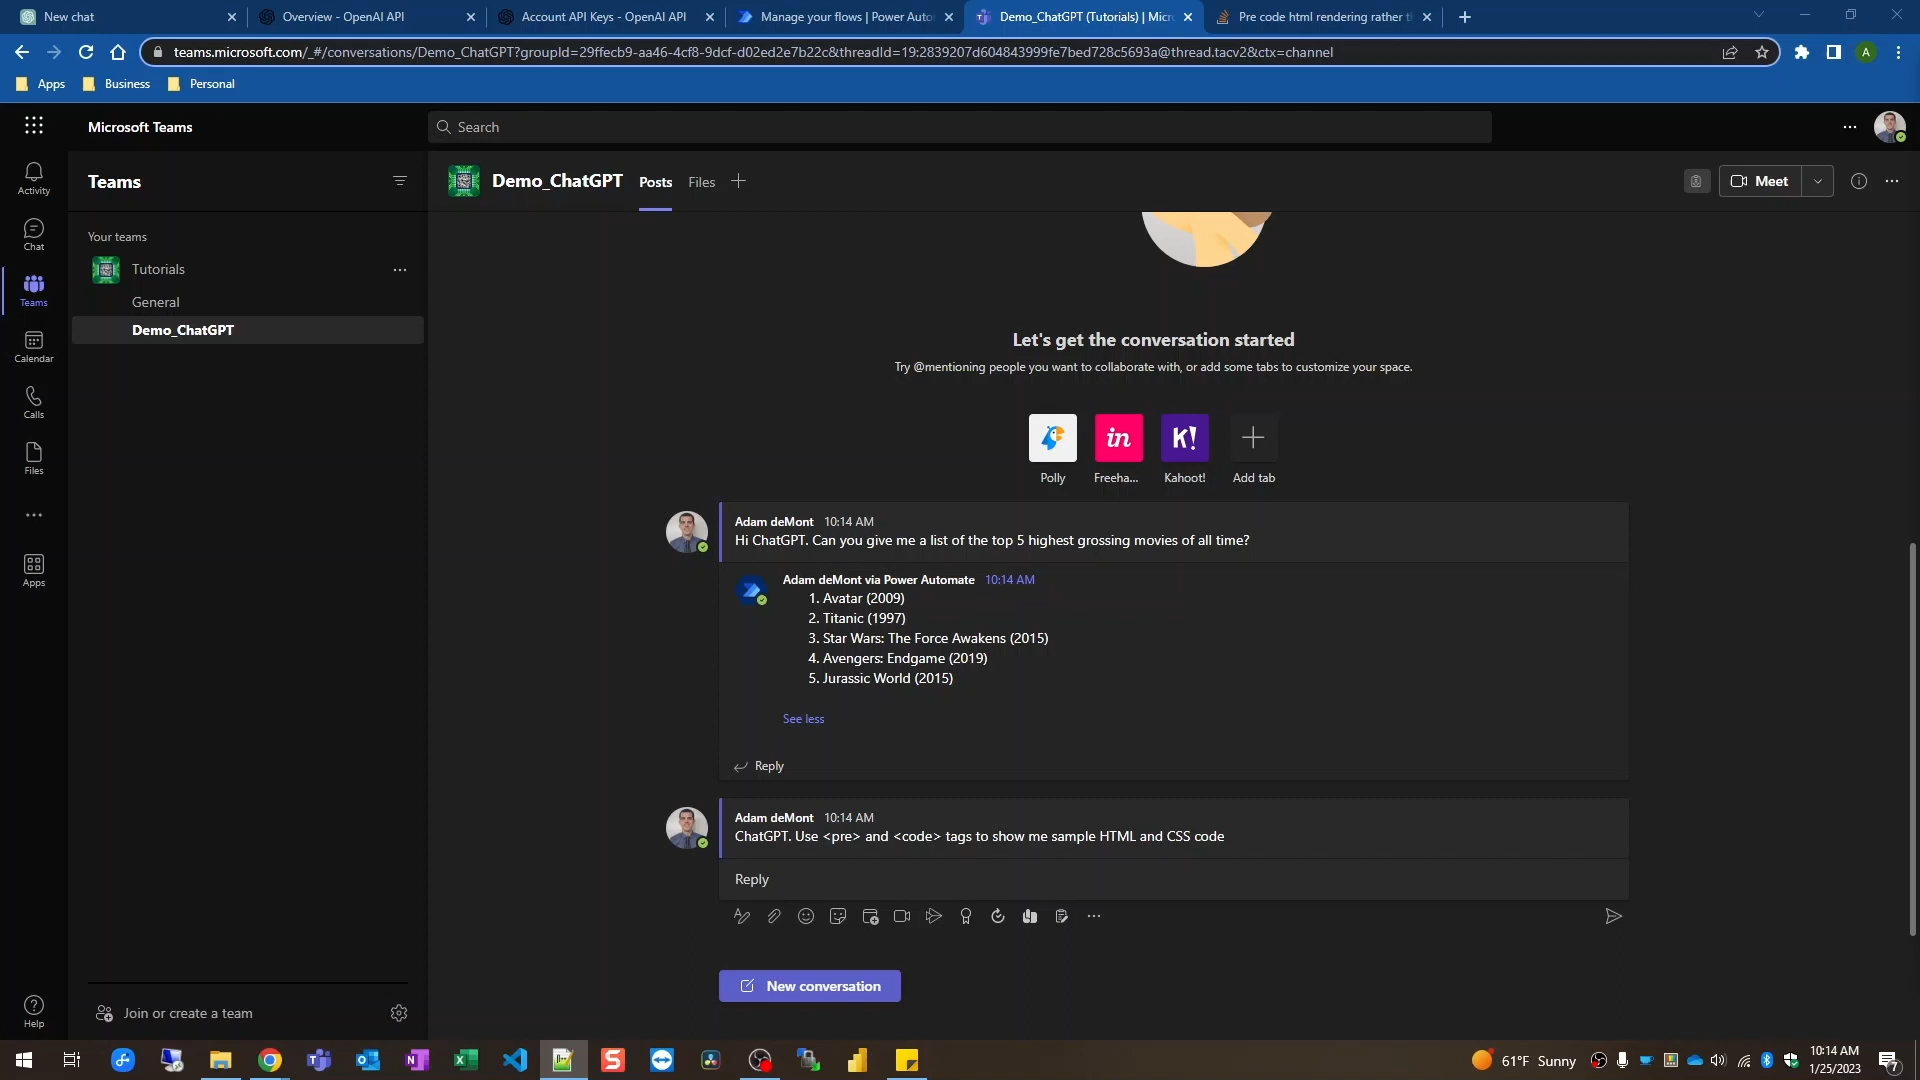 New chat
Overview - OpenAI API
Account API Keys - OpenAI API
Manage your flows | Power Auto
Demo_ChatGPT (Tutorials) | Micr
Pre code html rendering rather th
teams.microsoft.com/_#/conversations/Demo_ChatGPT?groupId=29ffecb9-aa46-4cf8-9dcf-d02ed2e7b22c&threadId=19:2839207d604843999fe7bed728c5693a@thread.tacv2&ctx=channel
A
Apps
Business
Personal
Microsoft Teams
Search
Activity
Chat
Teams
Calendar
Calls
Files
Apps
Help
Teams
Your teams
Tutorials
General
Demo_ChatGPT
Join or create a team
Demo_ChatGPT
Posts
Files
Meet
Let's get the conversation started
Try @mentioning people you want to collaborate with, or add some tabs to customize your space.
in
K!
Polly
Freeha...
Kahoot!
Add tab
Adam deMont 10:14 AM
Hi ChatGPT. Can you give me a list of the top 5 highest grossing movies of all time?
Adam deMont via Power Automate 10:14 AM
1. Avatar (2009)
2. Titanic (1997)
3. Star Wars: The Force Awakens (2015)
4. Avengers: Endgame (2019)
5. Jurassic World (2015)
See less
Reply
Adam deMont 10:14 AM
ChatGPT. Use <pre> and <code> tags to show me sample HTML and CSS code
Reply
New conversation
61°F Sunny
10:14 AM
1/25/2023
7